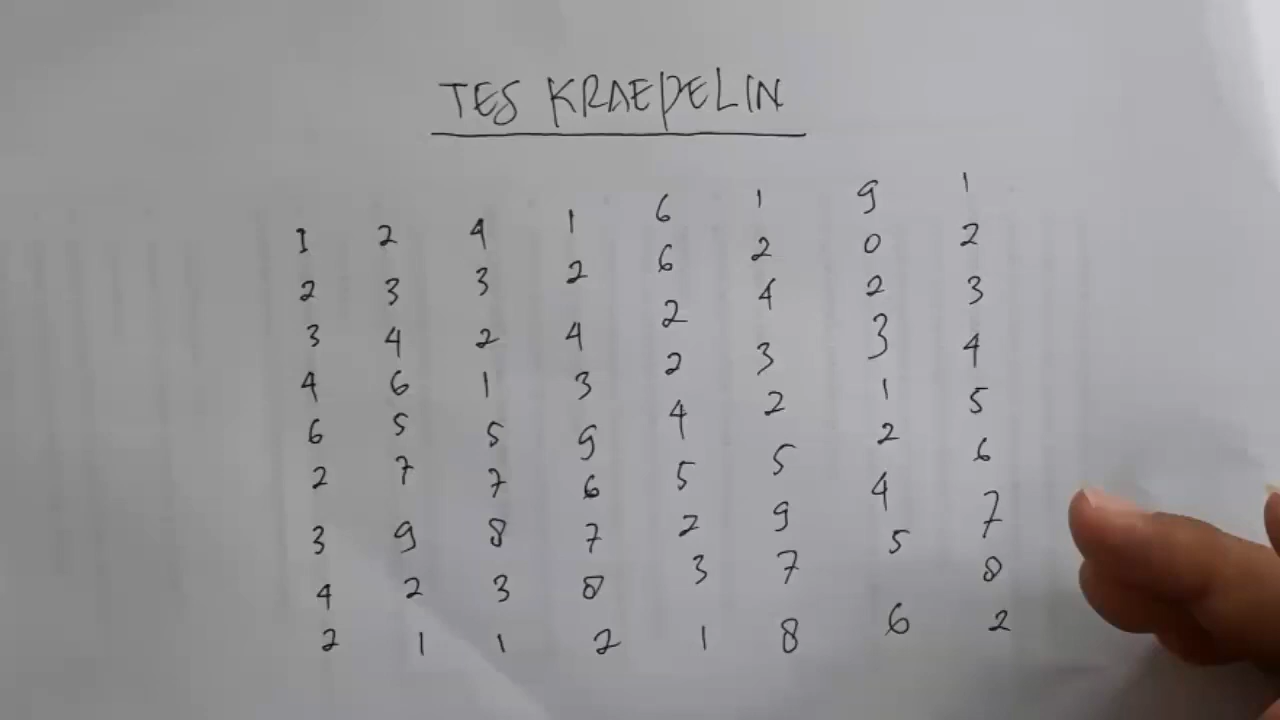 TES KRAEPELIN
1 2 4 1 6 1 9 1
2 3 3 2 6 2 0 2
3 4 2 4 2 4 2 3
4 6 1 3 2 3 3 4
6 5 5 9 4 2 1 5
2 7 7 6 5 5 2 6
3 9 8 7 2 9 4 7
4 2 3 8 3 7 5 8
2 1 1 2 1 8 6 2